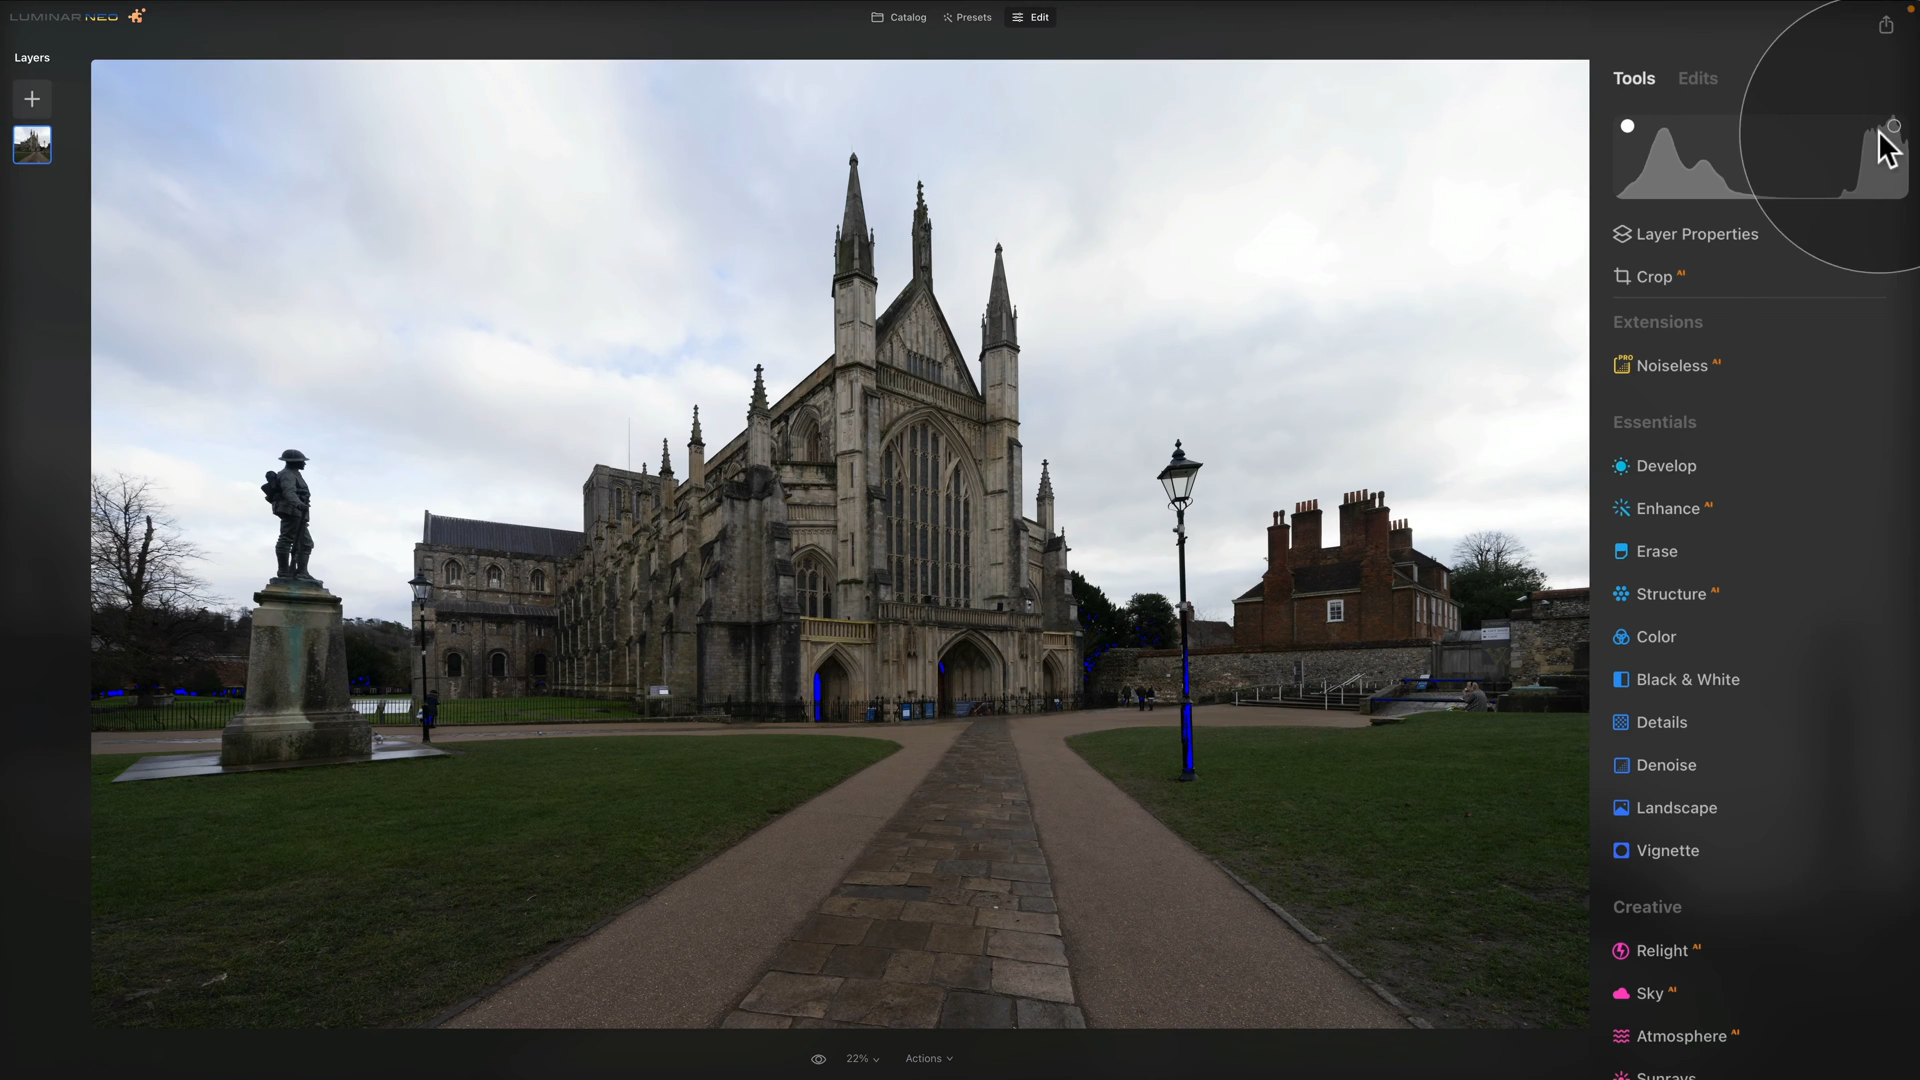 LUMINAR NEO
Catalog Presets Edit
Layers
Tools Edits
Layer Properties
Crop AI
Extensions
PRO Noiseless AI
Essentials
Develop
Enhance AI
Erase
Structure AI
Color
Black & White
Details
Denoise
Landscape
Vignette
Creative
Relight AI
Sky AI
Atmosphere AI
Sunrays
22% Actions